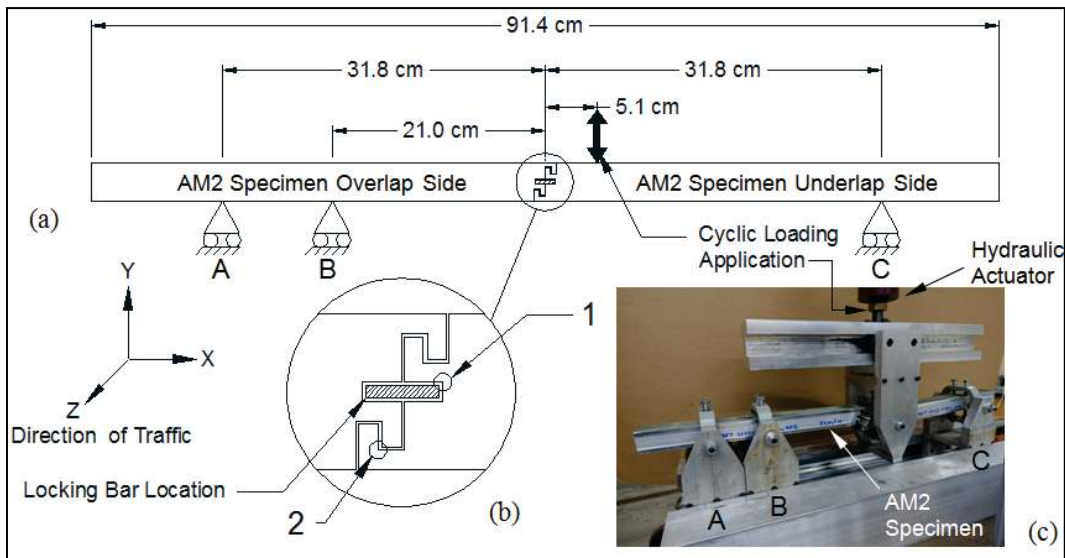 91.4 cm
31.8 cm
31.8 cm
5.1 cm
21.0 cm
AM2 Specimen Overlap Side
AM2 Specimen Underlap Side
(a)
A
B
C
Cyclic Loading
Application
Hydraulic
Actuator
Y
X
Z
Direction of Traffic
1
Locking Bar Location
2
(b)
A
B
C
AM2
Specimen
(c)